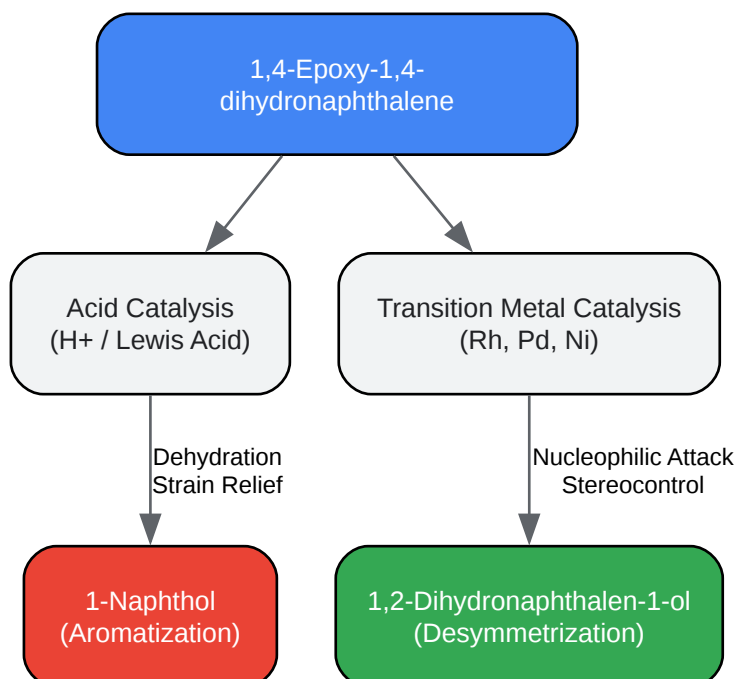 1,4-Epoxy-1,4-
dihydronaphthalene
Acid Catalysis
(H+ / Lewis Acid)
Transition Metal Catalysis
(Rh, Pd, Ni)
Dehydration
Strain Relief
Nucleophilic Attack
Stereocontrol
1-Naphthol
(Aromatization)
1,2-Dihydronaphthalen-1-ol
(Desymmetrization)